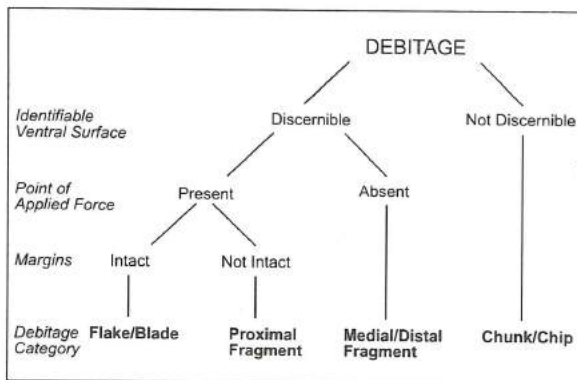 DEBITAGE
Identifiable
Ventral Surface
Discernible
Not Discernible
Point of
Applied Force
Present
Absent
Margins
Intact
Not Intact
Debitage
Category
Flake/Blade
Proximal
Fragment
Medial/Distal
Fragment
Chunk/Chip